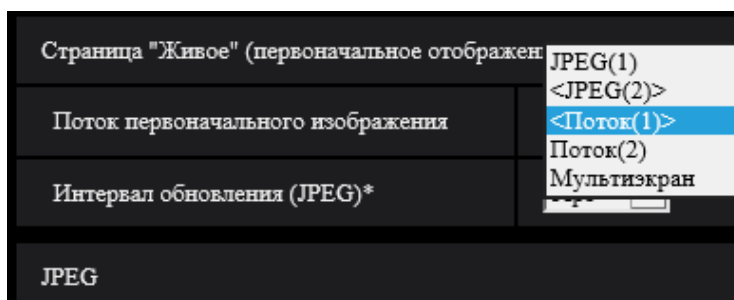 Страница "Живое" (первоначальное отображен
JPEG(1)
<JPEG(2)>
Поток первоначального изображения
<Поток(1)>
Поток(2)
Мультиэкран
Интервал обновления (JPEG)*
JPEG